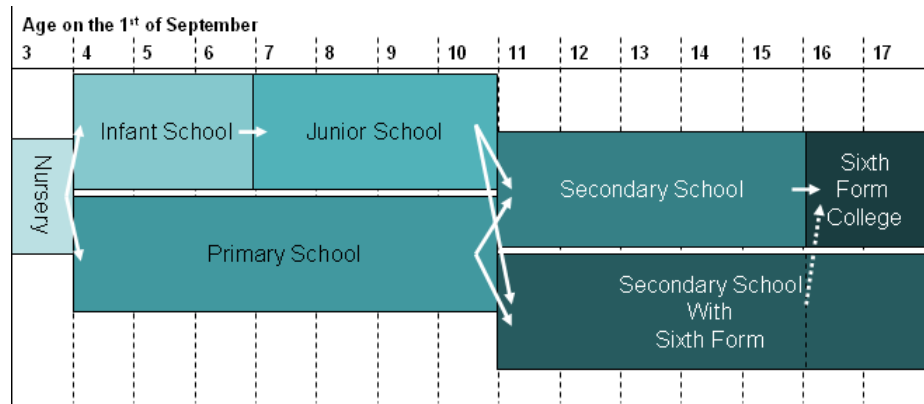 Age on the 1st of September
3 4 5 6 7 8 9 10 11 12 13 14 15 16 17
Infant School
Junior School
Nursery
Primary School
Secondary School
Sixth
Form
College
Secondary School
With
Sixth Form